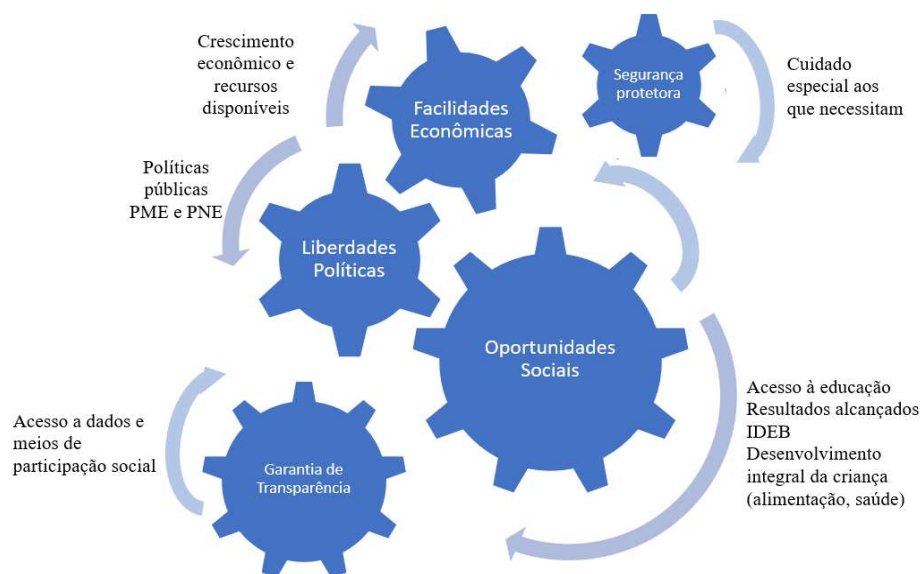 Crescimento
econômico e
recursos
disponíveis
Facilidades
Econômicas
Segurança
protetora
Cuidado
especial aos
que necessitam
Políticas
públicas
PME e PNE
Liberdades
Políticas
Oportunidades
Sociais
Acesso à educação
Resultados alcançados
IDEB
Desenvolvimento
integral da criança
(alimentação, saúde)
Acesso a dados e
meios de
participação social
Garantia de
Transparência